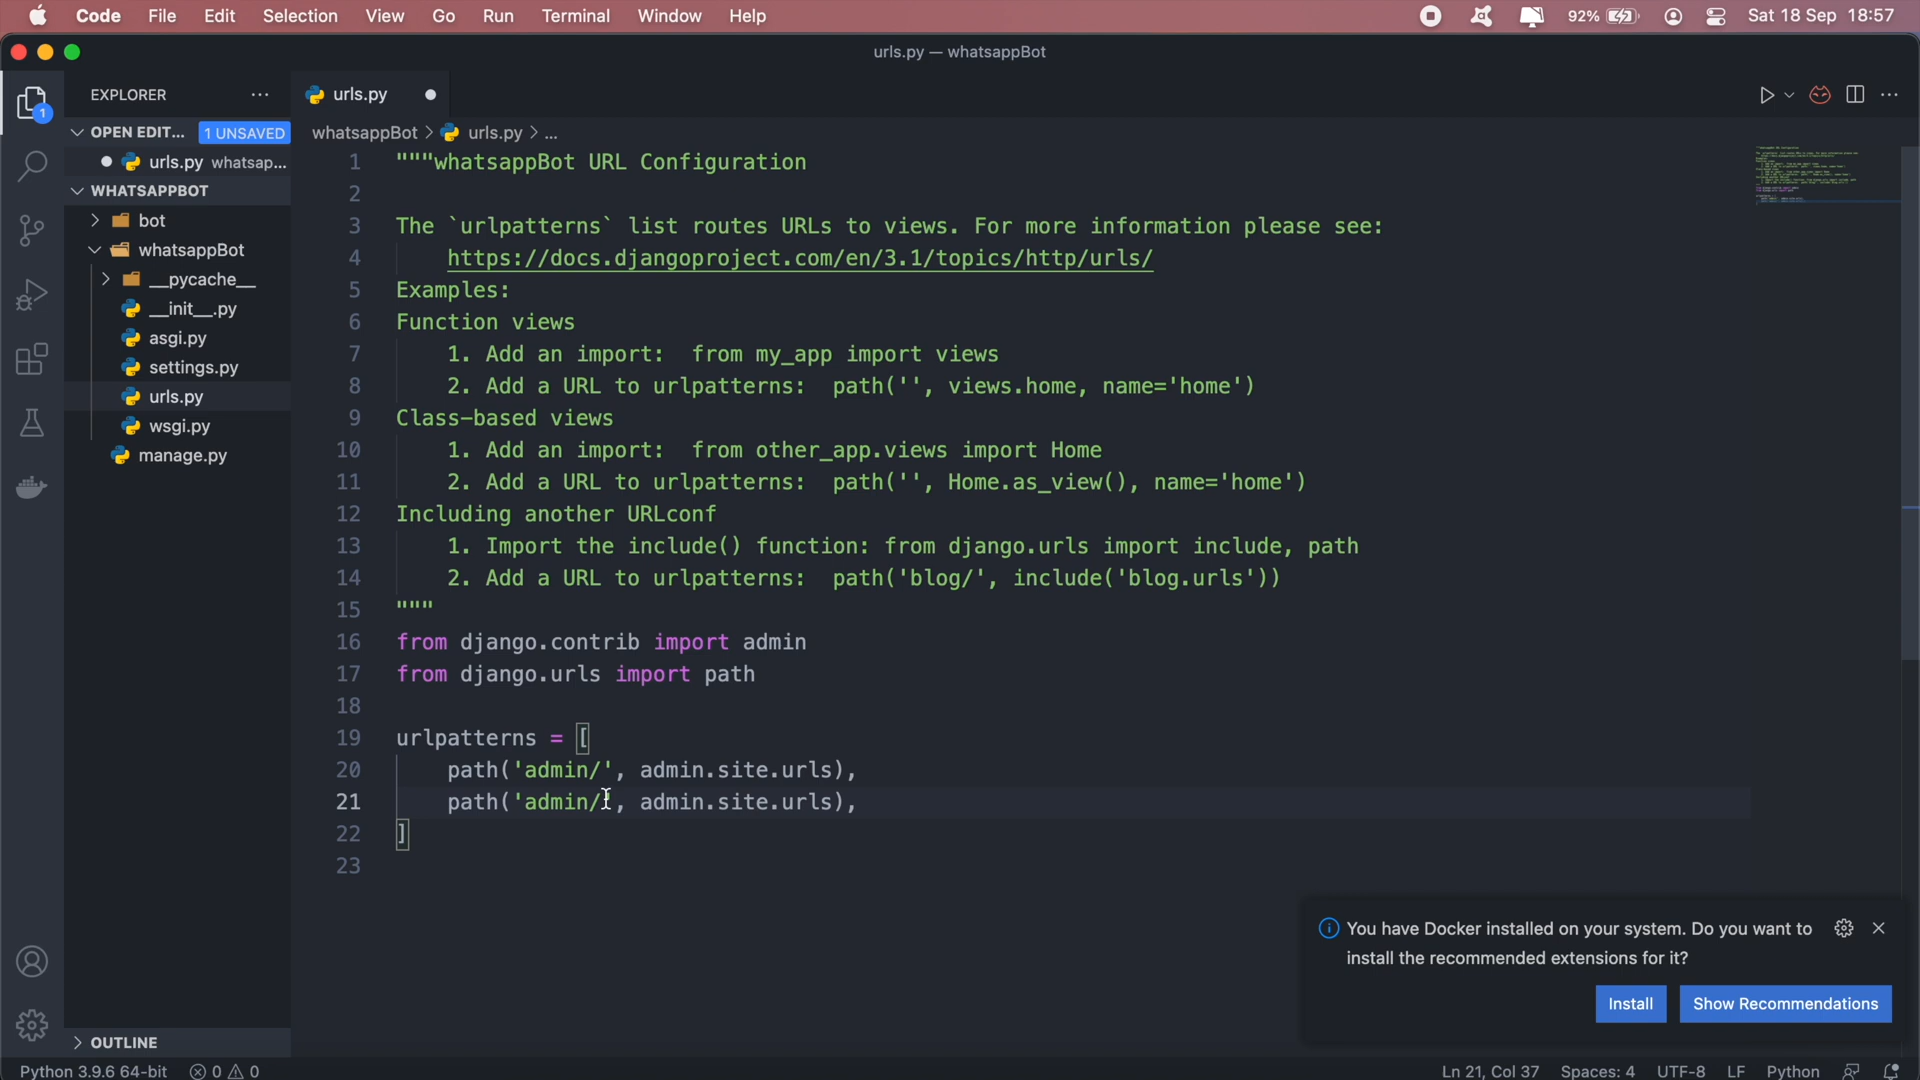 Code File Edit Selection View Go Run Terminal Window Help 92% Sat 18 Sep 18:57
urls.py — whatsappBot
EXPLORER
OPEN EDIT... 1 UNSAVED
urls.py whatsap...
WHATSAPPBOT
bot
whatsappBot
__pycache__
__init__.py
asgi.py
settings.py
urls.py
wsgi.py
manage.py
OUTLINE
1
urls.py
whatsappBot > urls.py > ...
1 """whatsappBot URL Configuration
2
3 The `urlpatterns` list routes URLs to views. For more information please see:
4 https://docs.djangoproject.com/en/3.1/topics/http/urls/
5 Examples:
6 Function views
7 1. Add an import:  from my_app import views
8 2. Add a URL to urlpatterns:  path('', views.home, name='home')
9 Class-based views
10 1. Add an import:  from other_app.views import Home
11 2. Add a URL to urlpatterns:  path('', Home.as_view(), name='home')
12 Including another URLconf
13 1. Import the include() function: from django.urls import include, path
14 2. Add a URL to urlpatterns:  path('blog/', include('blog.urls'))
15 """
16 from django.contrib import admin
17 from django.urls import path
18
19 urlpatterns = [
20 path('admin/', admin.site.urls),
21 path('admin/', admin.site.urls),
22 ]
23
You have Docker installed on your system. Do you want to
install the recommended extensions for it?
Install Show Recommendations
Python 3.9.6 64-bit 0 0 Ln 21, Col 37 Spaces: 4 UTF-8 LF Python